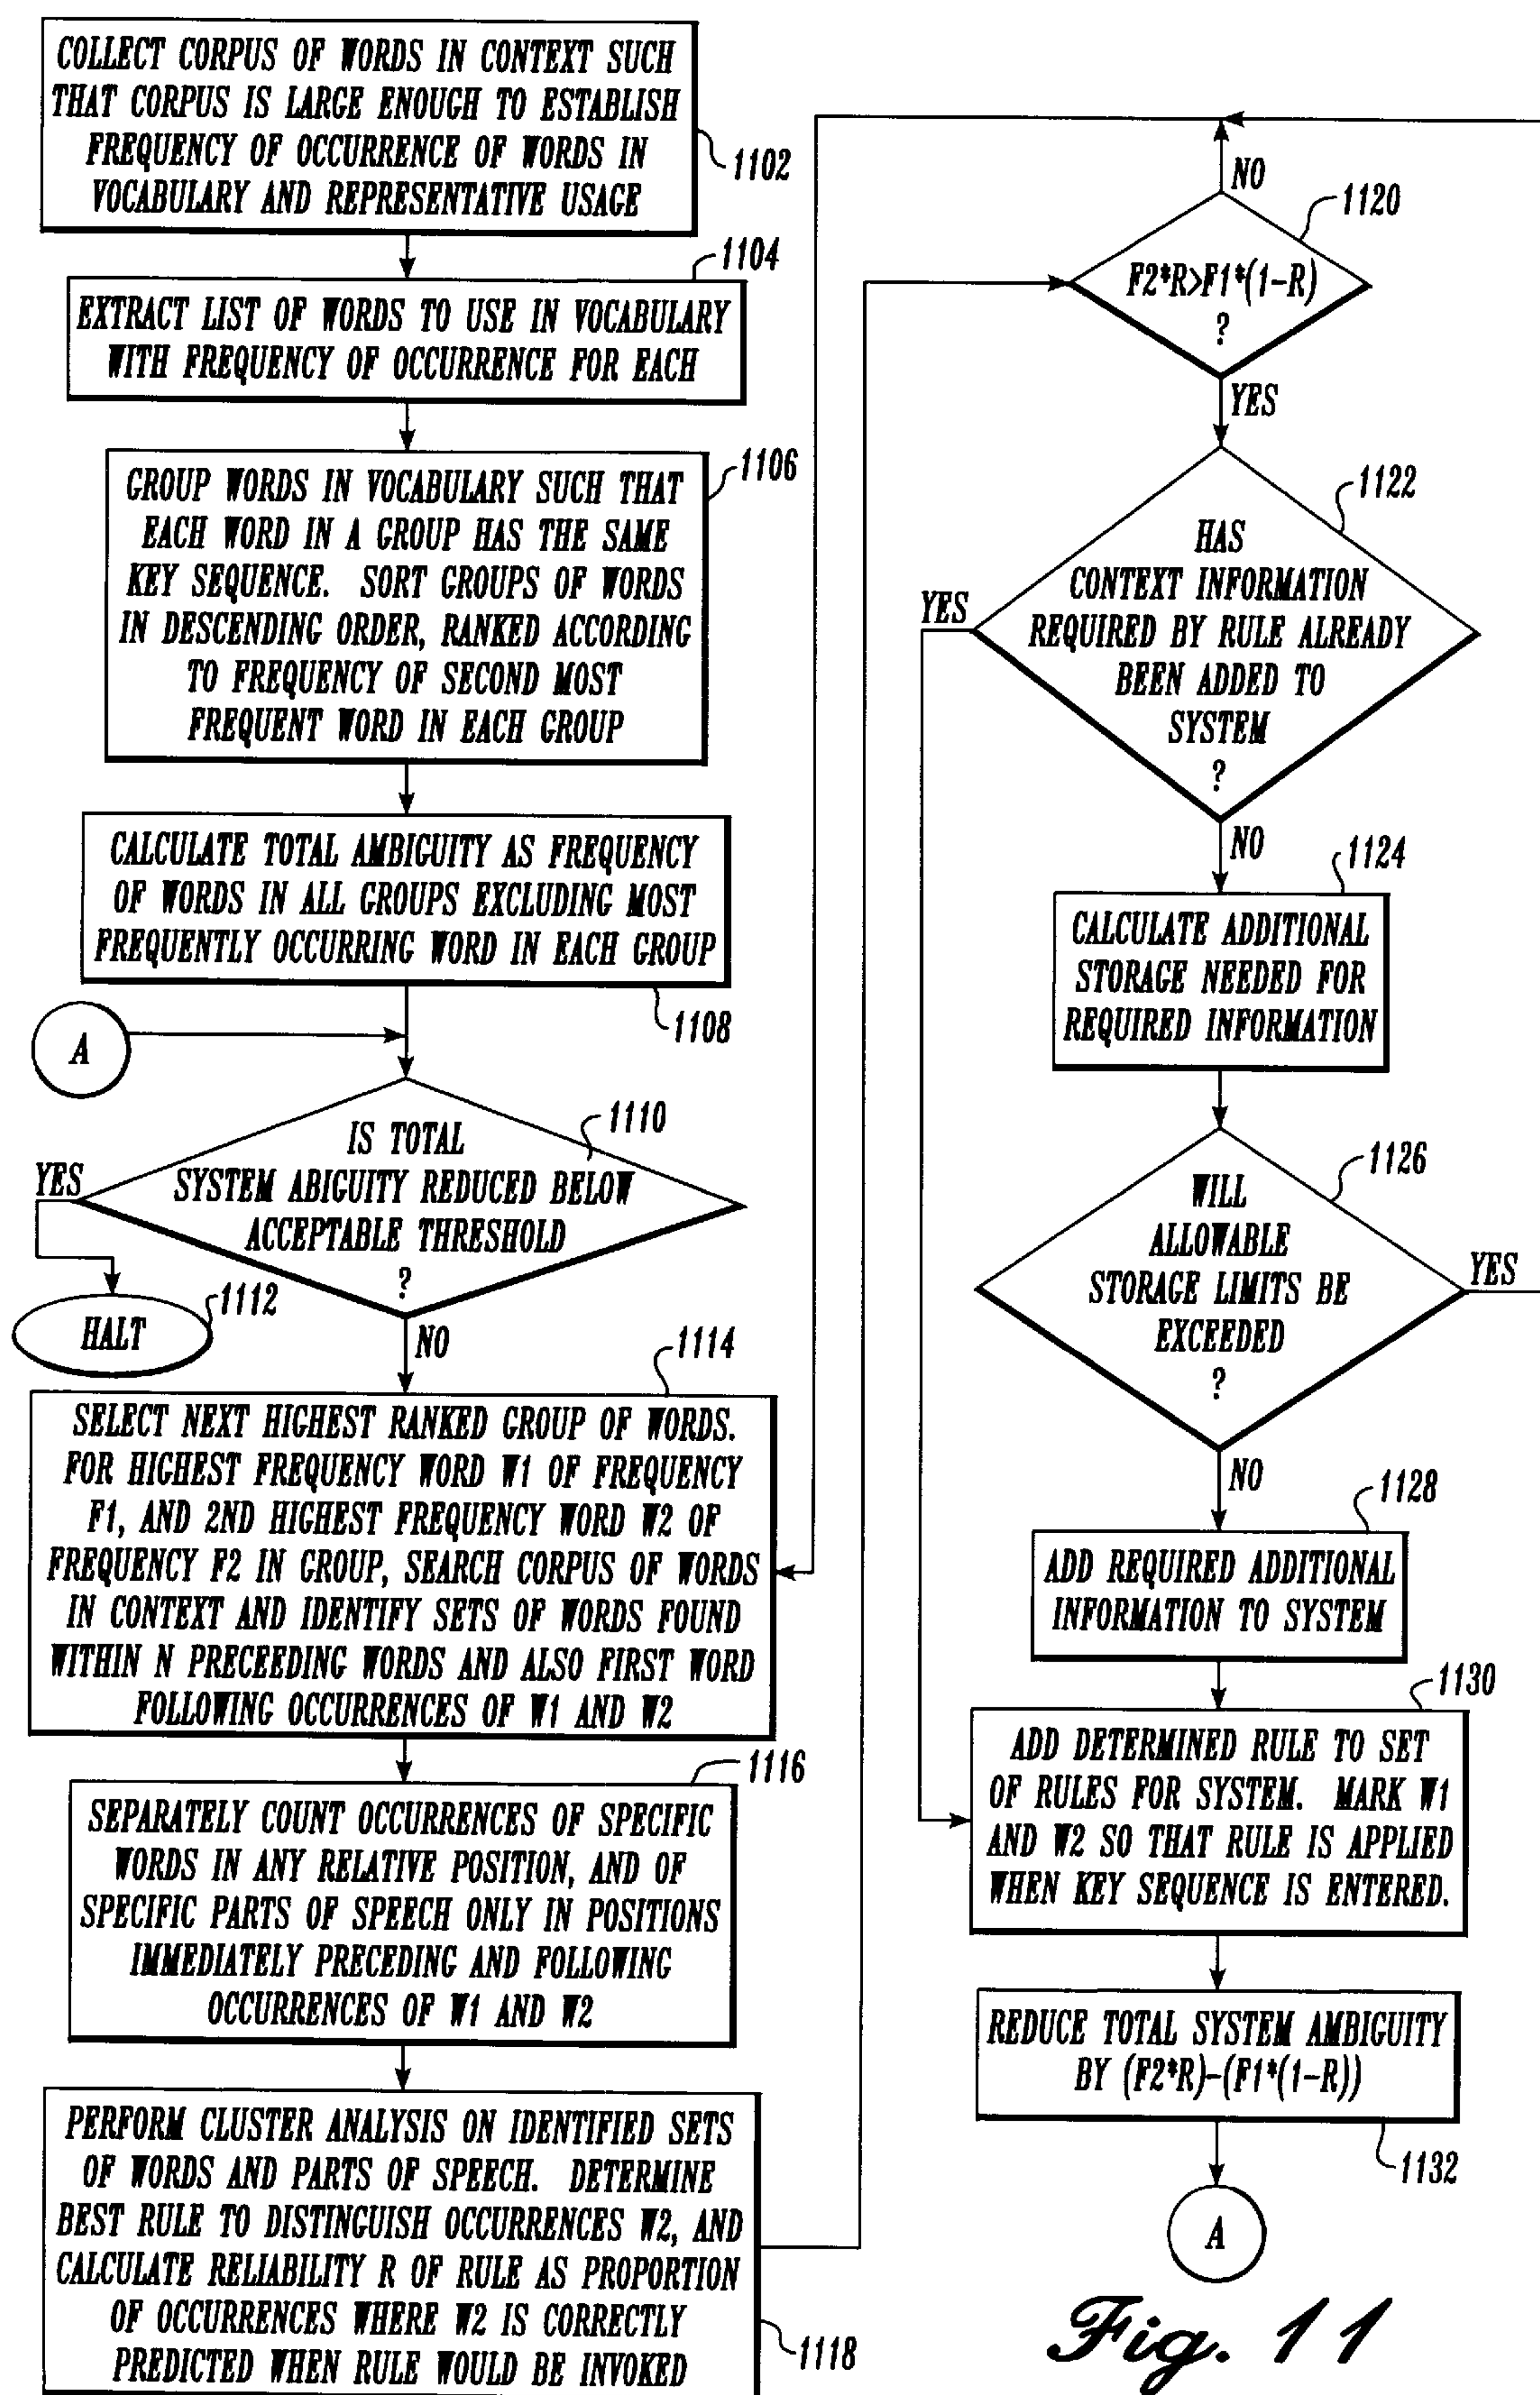 COLLECT CORPUS OF WORDS IN CONTEXT SUCH
THAT CORPUS IS LARGE ENOUGH TO ESTABLISH
FREQUENCY OF OCCURRENCE OF WORDS IN
VOCABULARY AND REPRESENTATIVE USAGE
1102
1104
EXTRACT LIST OF WORDS TO USE IN VOCABULARY
WITH FREQUENCY OF OCCURRENCE FOR EACH
1106
GROUP WORDS IN VOCABULARY SUCH THAT
EACH WORD IN A GROUP HAS THE SAME
KEY SEQUENCE. SORT GROUPS OF WORDS
IN DESCENDING ORDER, RANKED ACCORDING
TO FREQUENCY OF SECOND MOST
FREQUENT WORD IN EACH GROUP
CALCULATE TOTAL AMBIGUITY AS FREQUENCY
OF WORDS IN ALL GROUPS EXCLUDING MOST
FREQUENTLY OCCURRING WORD IN EACH GROUP
1108
A
1110
IS TOTAL
SYSTEM ABIGUITY REDUCED BELOW
ACCEPTABLE THRESHOLD
?
YES
1112
HALT
NO
1114
SELECT NEXT HIGHEST RANKED GROUP OF WORDS.
FOR HIGHEST FREQUENCY WORD W1 OF FREQUENCY
F1, AND 2ND HIGHEST FREQUENCY WORD W2 OF
FREQUENCY F2 IN GROUP, SEARCH CORPUS OF WORDS
IN CONTEXT AND IDENTIFY SETS OF WORDS FOUND
WITHIN N PRECEEDING WORDS AND ALSO FIRST WORD
FOLLOWING OCCURRENCES OF W1 AND W2
1116
SEPARATELY COUNT OCCURRENCES OF SPECIFIC
WORDS IN ANY RELATIVE POSITION, AND OF
SPECIFIC PARTS OF SPEECH ONLY IN POSITIONS
IMMEDIATELY PRECEDING AND FOLLOWING
OCCURRENCES OF W1 AND W2
PERFORM CLUSTER ANALYSIS ON IDENTIFIED SETS
OF WORDS AND PARTS OF SPEECH. DETERMINE
BEST RULE TO DISTINGUISH OCCURRENCES W2, AND
CALCULATE RELIABILITY R OF RULE AS PROPORTION
OF OCCURRENCES WHERE W2 IS CORRECTLY
PREDICTED WHEN RULE WOULD BE INVOKED
1118
NO
1120
F2*R>F1*(1-R)
?
YES
1122
HAS
CONTEXT INFORMATION
REQUIRED BY RULE ALREADY
BEEN ADDED TO
SYSTEM
?
YES
NO
1124
CALCULATE ADDITIONAL
STORAGE NEEDED FOR
REQUIRED INFORMATION
1126
WILL
ALLOWABLE
STORAGE LIMITS BE
EXCEEDED
?
YES
NO
1128
ADD REQUIRED ADDITIONAL
INFORMATION TO SYSTEM
1130
ADD DETERMINED RULE TO SET
OF RULES FOR SYSTEM. MARK W1
AND W2 SO THAT RULE IS APPLIED
WHEN KEY SEQUENCE IS ENTERED.
REDUCE TOTAL SYSTEM AMBIGUITY
BY (F2*R)-(F1*(1-R))
1132
A
Fig. 11